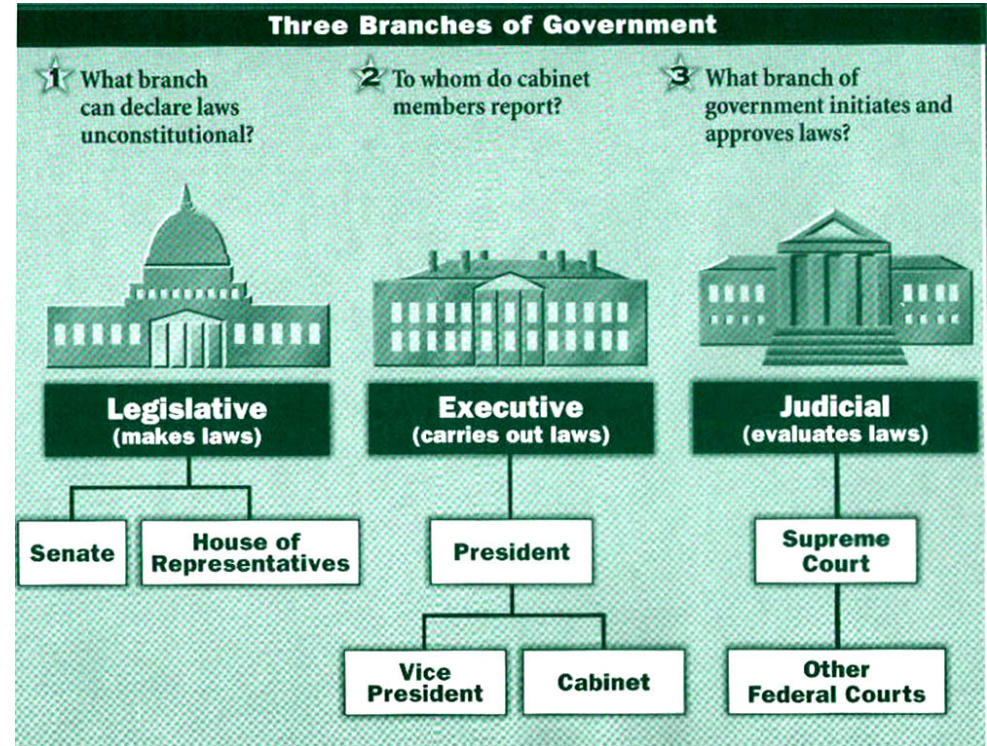 Three Branches of Government
1 What branch
can declare laws
unconstitutional?
2 To whom do cabinet
members report?
3 What branch of
government initiates and
approves laws?
Legislative
(makes laws)
Executive
(carries out laws)
Judicial
(evaluates laws)
Senate
House of
Representatives
President
Supreme
Court
Vice
President
Cabinet
Other
Federal Courts